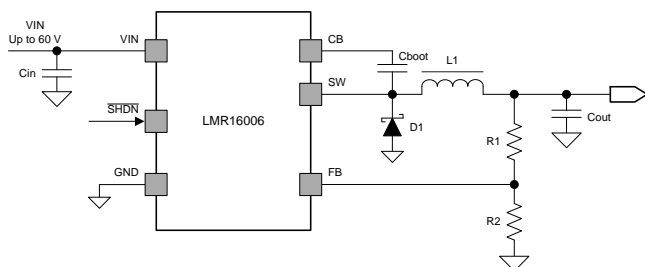 VIN
Up to 60 V
VIN
Cin
SHDN
GND
LMR16006
CB
Cboot
L1
SW
D1
Cout
R1
FB
R2